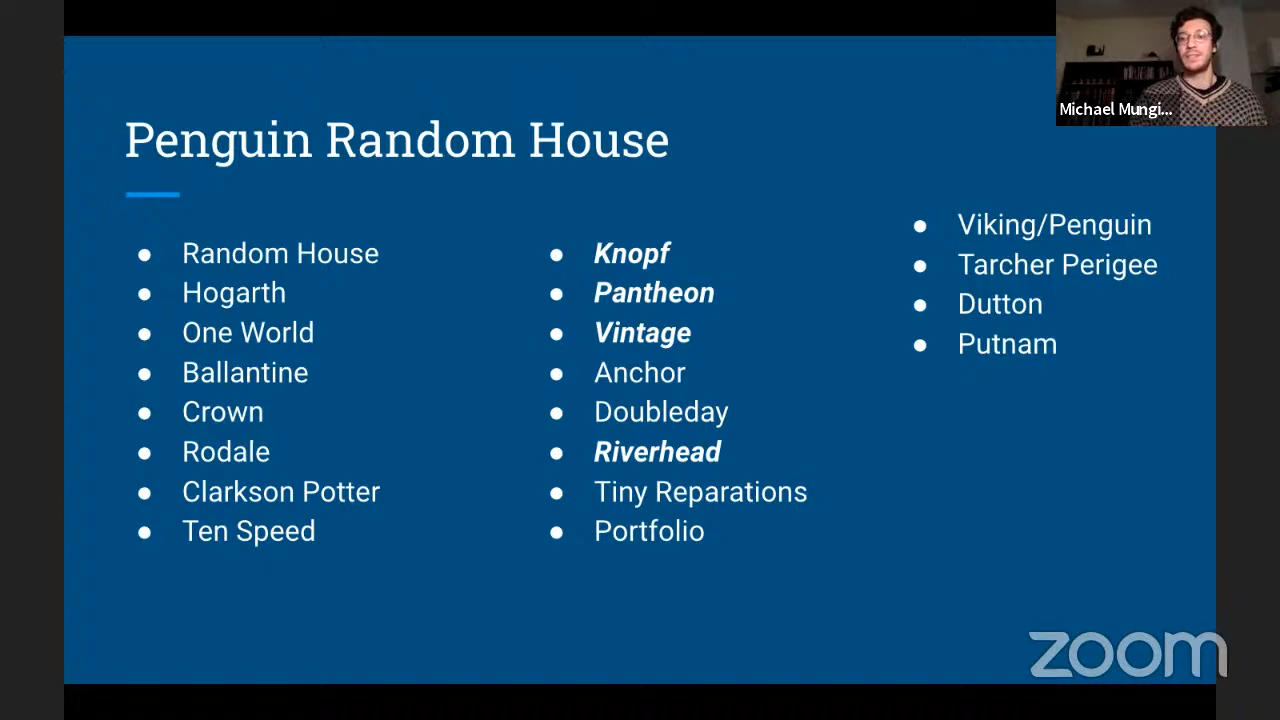 Penguin Random House
● Random House
● Hogarth
● One World
● Ballantine
● Crown
● Rodale
● Clarkson Potter
● Ten Speed
● Knopf
● Pantheon
● Vintage
● Anchor
● Doubleday
● Riverhead
● Tiny Reparations
● Portfolio
● Viking/Penguin
● Tarcher Perigee
● Dutton
● Putnam
Michael Mungi...
zoom